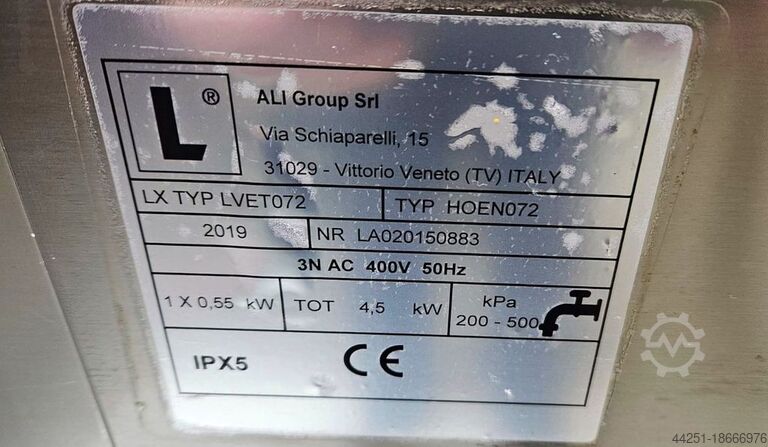 L ® ALI Group Srl
Via Schiaparelli, 15
31029 - Vittorio Veneto (TV) ITALY
LX TYP LVET072 TYP HOEN072
2019 NR LA020150883
3N AC 400V 50Hz
1 X 0,55 kW TOT 4,5 kW kPa
200 - 500
IPX5 CE
44251-18666976